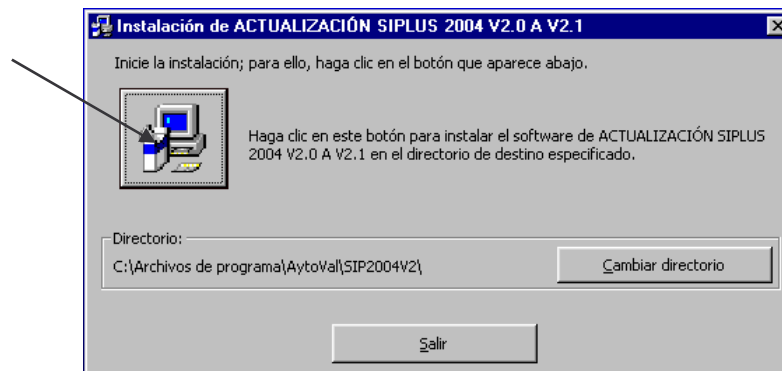 Instalación de ACTUALIZACIÓN SIPLUS 2004 V2.0 A V2.1
Inicie la instalación; para ello, haga clic en el botón que aparece abajo.
Haga clic en este botón para instalar el software de ACTUALIZACIÓN SIPLUS
2004 V2.0 A V2.1 en el directorio de destino especificado.
Directorio:
C:\Archivos de programa\AytoVal\SIP2004V2\
Cambiar directorio
Salir